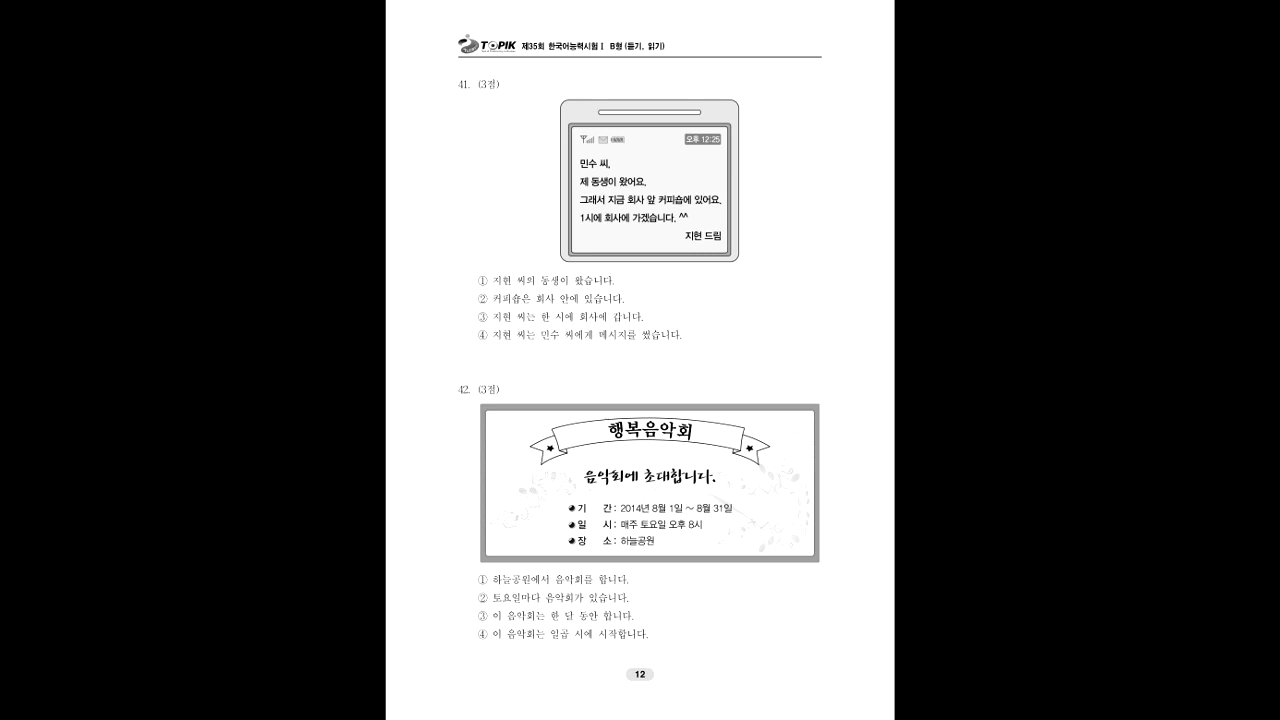 TOPIK 제35회 한국어능력시험 I B형 (듣기, 읽기)
41. (3점)
오후 12:25
민수 씨,
제 동생이 왔어요.
그래서 지금 회사 앞 커피숍에 있어요.
1시에 회사에 가겠습니다. ^^
지현 드림
① 지현 씨의 동생이 왔습니다.
② 커피숍은 회사 안에 있습니다.
③ 지현 씨는 한 시에 회사에 갑니다.
④ 지현 씨는 민수 씨에게 메시지를 썼습니다.
42. (3점)
행복음악회
음악회에 초대합니다.
기 간 : 2014년 8월 1일 ~ 8월 31일
일 시 : 매주 토요일 오후 8시
장 소 : 하늘공원
① 하늘공원에서 음악회를 합니다.
② 토요일마다 음악회가 있습니다.
③ 이 음악회는 한 달 동안 합니다.
④ 이 음악회는 일곱 시에 시작합니다.
12